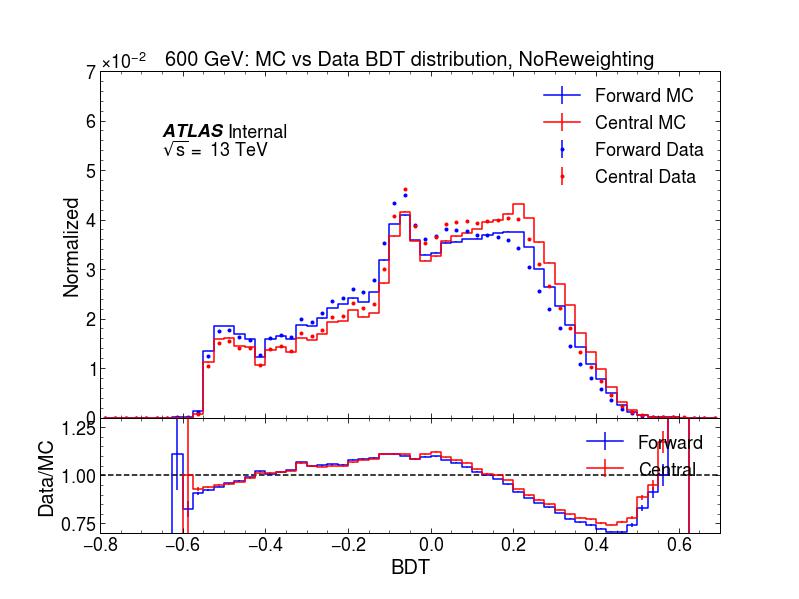 ×10−2 600 GeV: MC vs Data BDT distribution, NoReweighting
ATLAS Internal
√s = 13 TeV
Forward MC
Central MC
Forward Data
Central Data
Normalized
7
6
5
4
3
2
1
0
Forward
Central
Data/MC
1.25
1.00
0.75
−0.8 −0.6 −0.4 −0.2 0.0 0.2 0.4 0.6
BDT